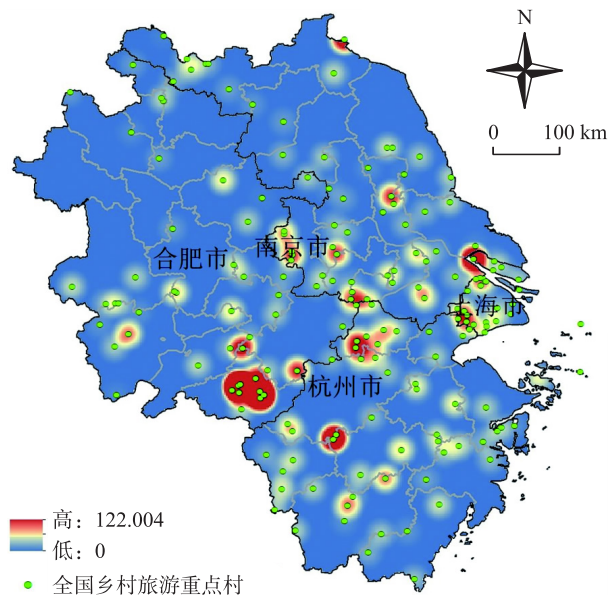 N
0 100 km
合肥市
南京市
上海市
杭州市
高：122.004
低：0
全国乡村旅游重点村